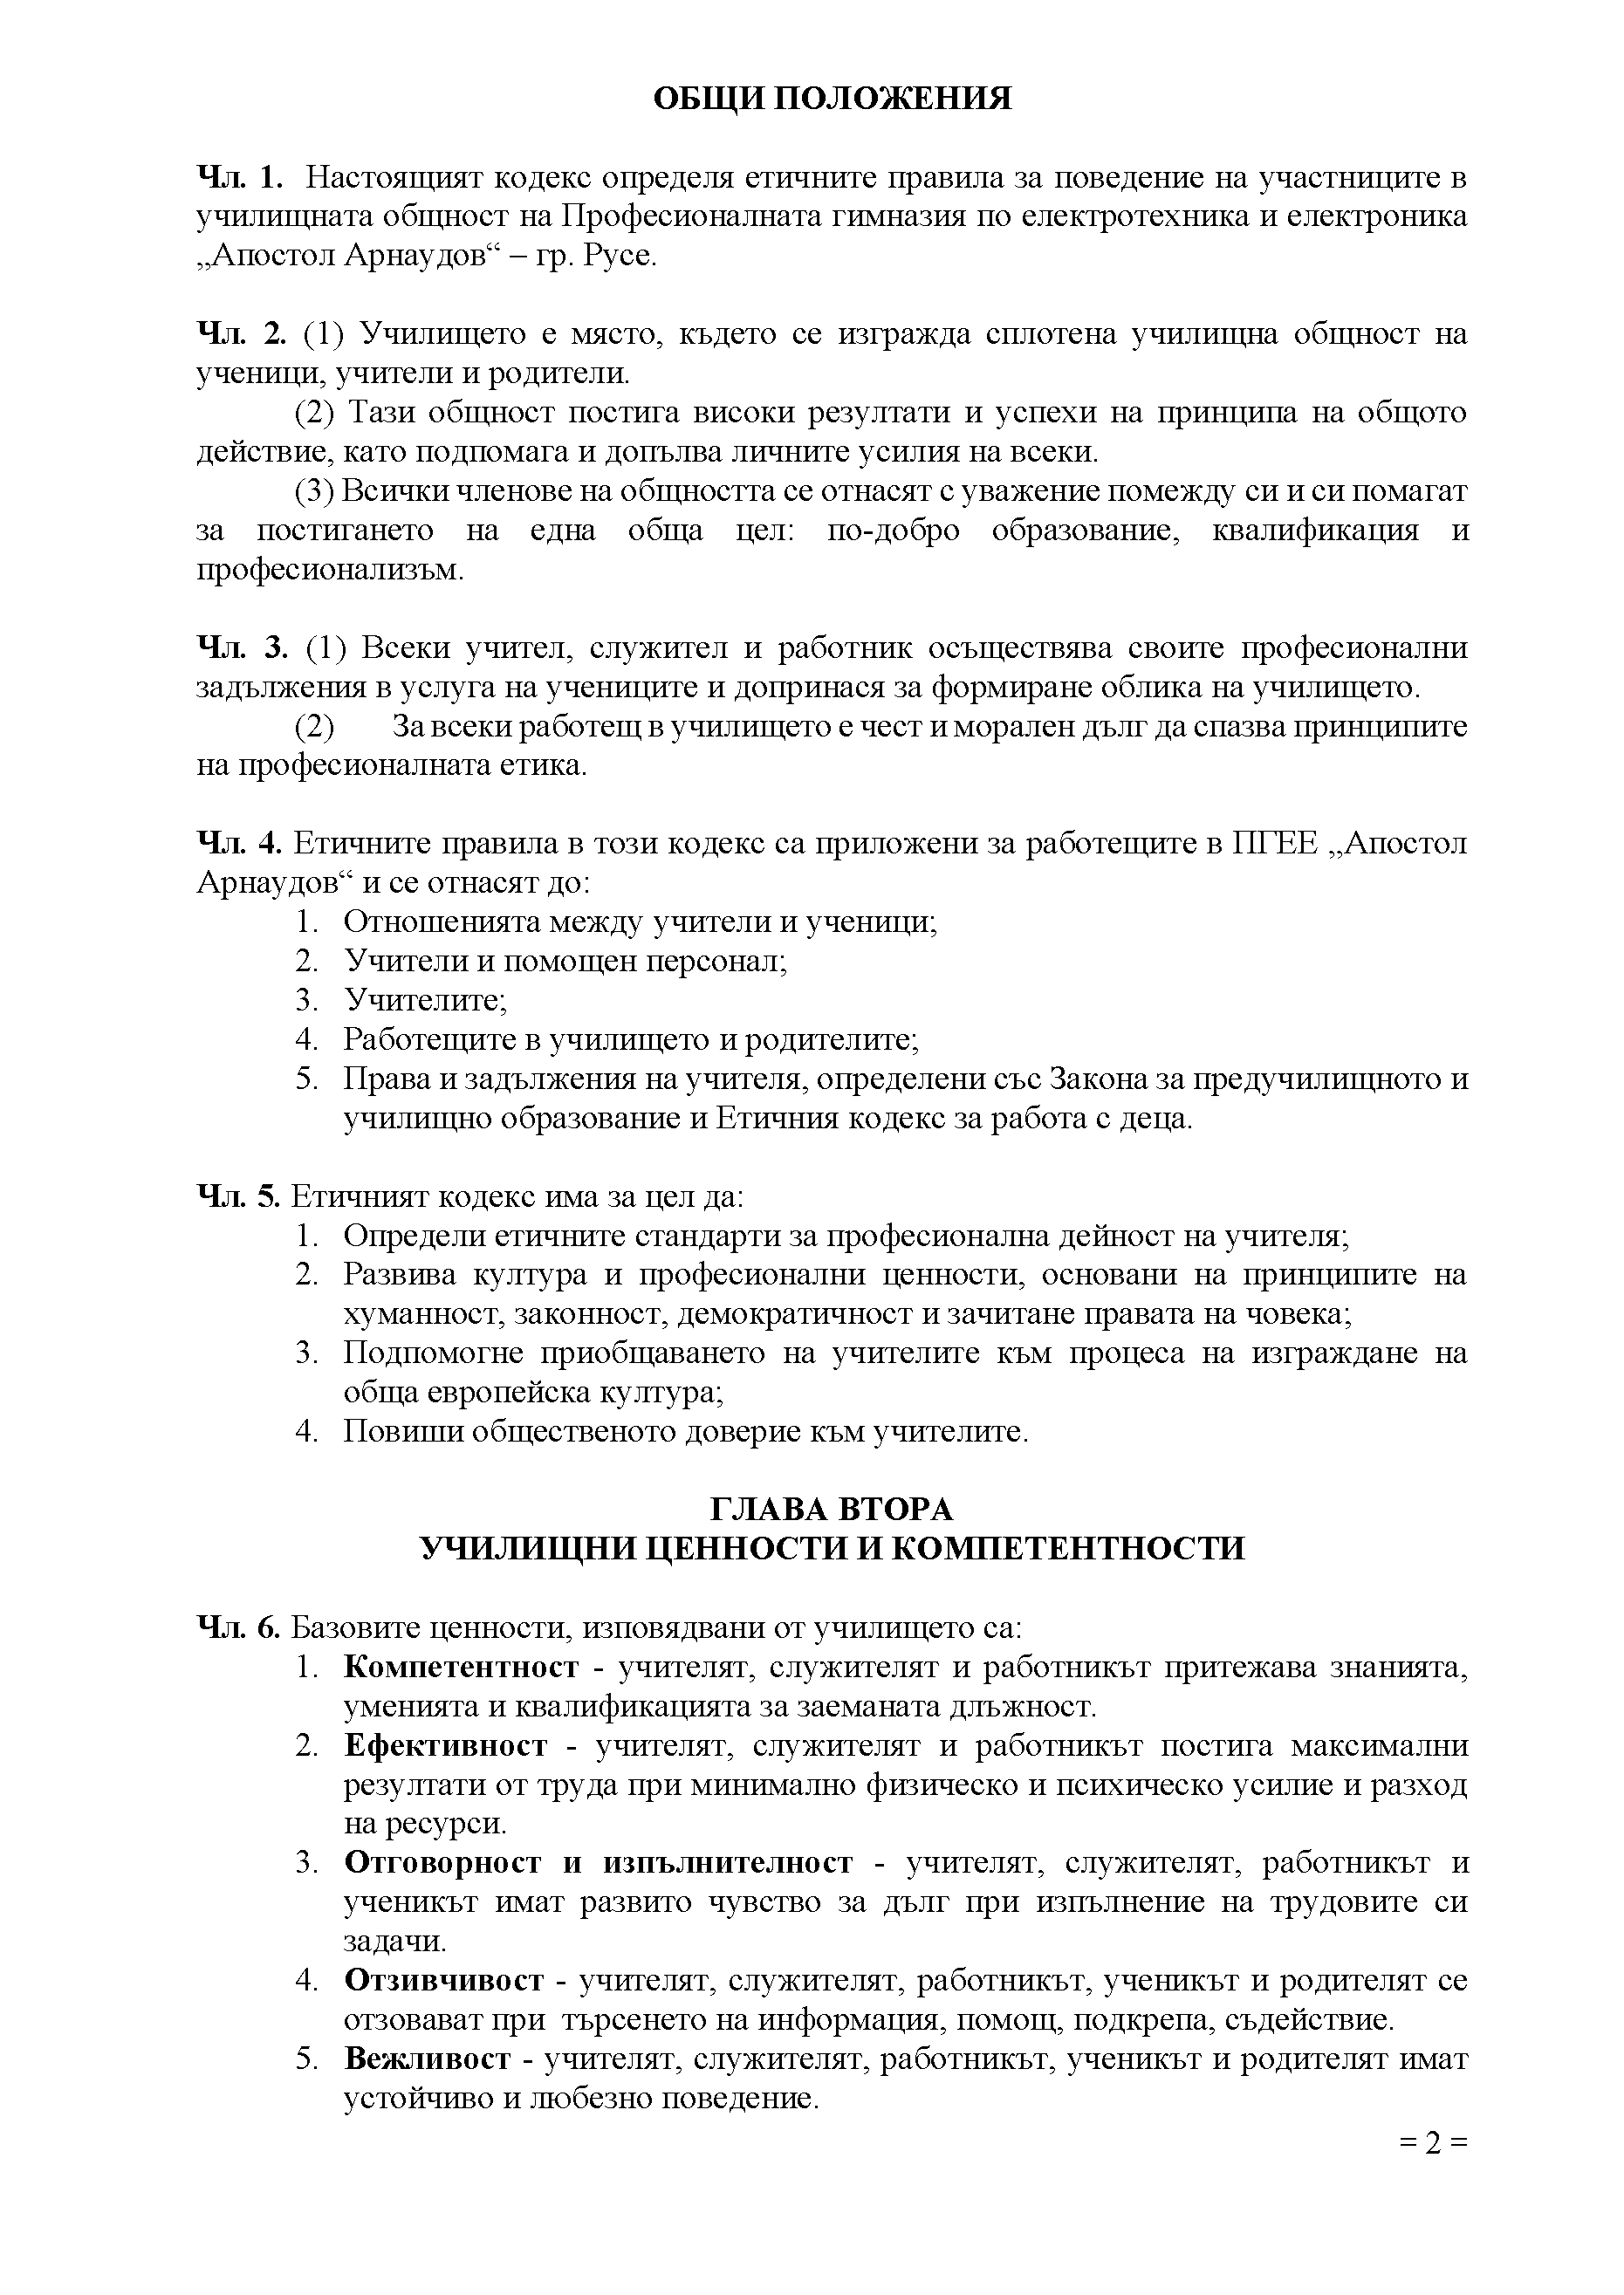 ОБЩИ ПОЛОЖЕНИЯ
Чл. 1. Настоящият кодекс определя етичните правила за поведение на участниците в
училищната общност на Професионалната гимназия по електротехника и електроника
„Апостол Арнаудов“ – гр. Русе.
Чл. 2. (1) Училището е място, където се изгражда сплотена училищна общност на
ученици, учители и родители.
(2) Тази общност постига високи резултати и успехи на принципа на общото
действие, като подпомага и допълва личните усилия на всеки.
(3) Всички членове на общността се отнасят с уважение помежду си и си помагат
за постигането на една обща цел: по-добро образование, квалификация и
професионализъм.
Чл. 3. (1) Всеки учител, служител и работник осъществява своите професионални
задължения в услуга на учениците и допринася за формиране облика на училището.
(2) За всеки работещ в училището е чест и морален дълг да спазва принципите
на професионалната етика.
Чл. 4. Етичните правила в този кодекс са приложени за работещите в ПГЕЕ „Апостол
Арнаудов“ и се отнасят до:
1. Отношенията между учители и ученици;
2. Учители и помощен персонал;
3. Учителите;
4. Работещите в училището и родителите;
5. Права и задължения на учителя, определени със Закона за предучилищното и
училищно образование и Етичния кодекс за работа с деца.
Чл. 5. Етичният кодекс има за цел да:
1. Определи етичните стандарти за професионална дейност на учителя;
2. Развива култура и професионални ценности, основани на принципите на
хуманност, законност, демократичност и зачитане правата на човека;
3. Подпомогне приобщаването на учителите към процеса на изграждане на
обща европейска култура;
4. Повиши общественото доверие към учителите.
ГЛАВА ВТОРА
УЧИЛИЩНИ ЦЕННОСТИ И КОМПЕТЕНТНОСТИ
Чл. 6. Базовите ценности, изповядвани от училището са:
1. Компетентност - учителят, служителят и работникът притежава знанията,
уменията и квалификацията за заеманата длъжност.
2. Ефективност - учителят, служителят и работникът постига максимални
резултати от труда при минимално физическо и психическо усилие и разход
на ресурси.
3. Отговорност и изпълнителност - учителят, служителят, работникът и
ученикът имат развито чувство за дълг при изпълнение на трудовите си
задачи.
4. Отзивчивост - учителят, служителят, работникът, ученикът и родителят се
отзовават при търсенето на информация, помощ, подкрепа, съдействие.
5. Вежливост - учителят, служителят, работникът, ученикът и родителят имат
устойчиво и любезно поведение.
= 2 =